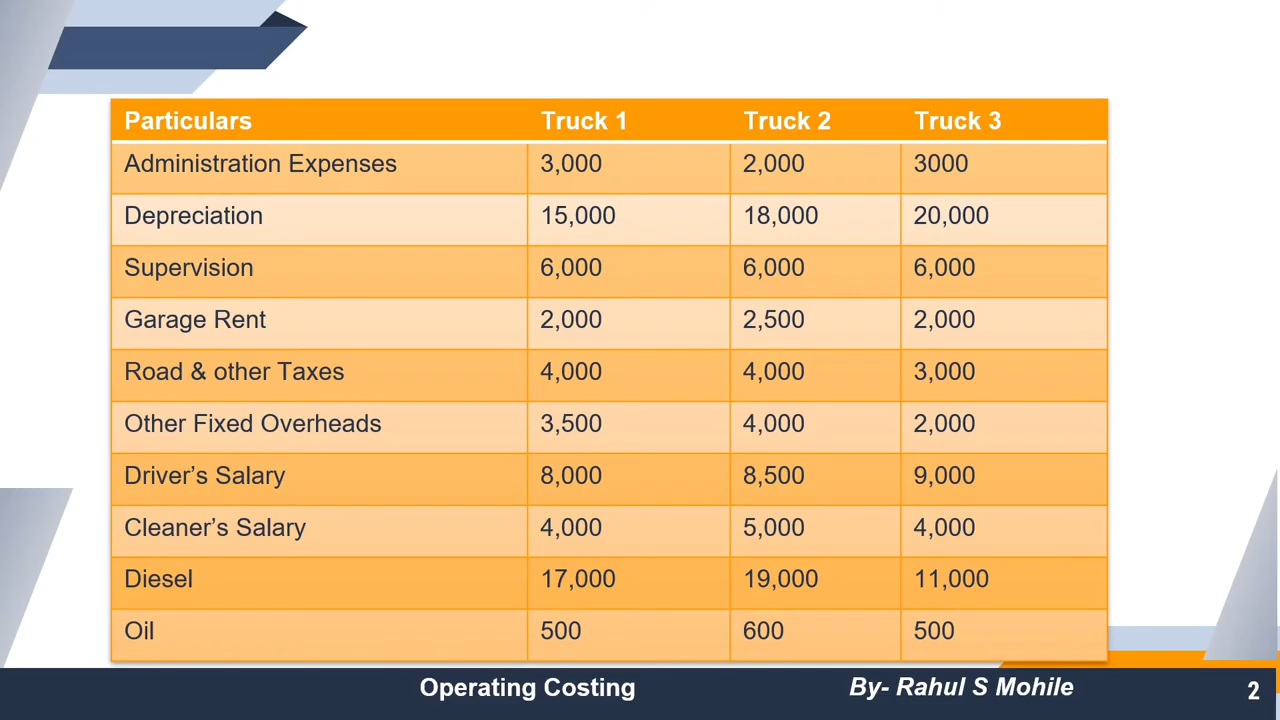 Particulars Truck 1 Truck 2 Truck 3
Administration Expenses 3,000 2,000 3000
Depreciation 15,000 18,000 20,000
Supervision 6,000 6,000 6,000
Garage Rent 2,000 2,500 2,000
Road & other Taxes 4,000 4,000 3,000
Other Fixed Overheads 3,500 4,000 2,000
Driver’s Salary 8,000 8,500 9,000
Cleaner’s Salary 4,000 5,000 4,000
Diesel 17,000 19,000 11,000
Oil 500 600 500
Operating Costing By- Rahul S Mohile 2